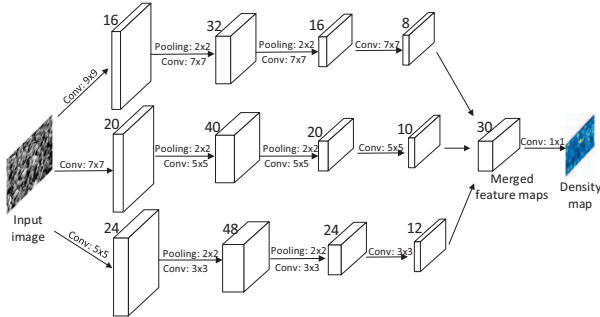 16
32
16
8
Pooling: 2x2
Pooling: 2x2
Conv: 7x7
Conv: 7x7
Conv: 7x7
Conv: 9x9
20
40
20
10
30
Pooling: 2x2
Pooling: 2x2
Conv: 5x5
Conv: 1x1
Conv: 7x7
Conv: 5x5
Conv: 5x5
Merged
feature maps
Density
map
Input
image
Conv: 5x5
24
48
24
12
Pooling: 2x2
Pooling: 2x2
Conv: 3x3
Conv: 3x3
Conv: 3x3